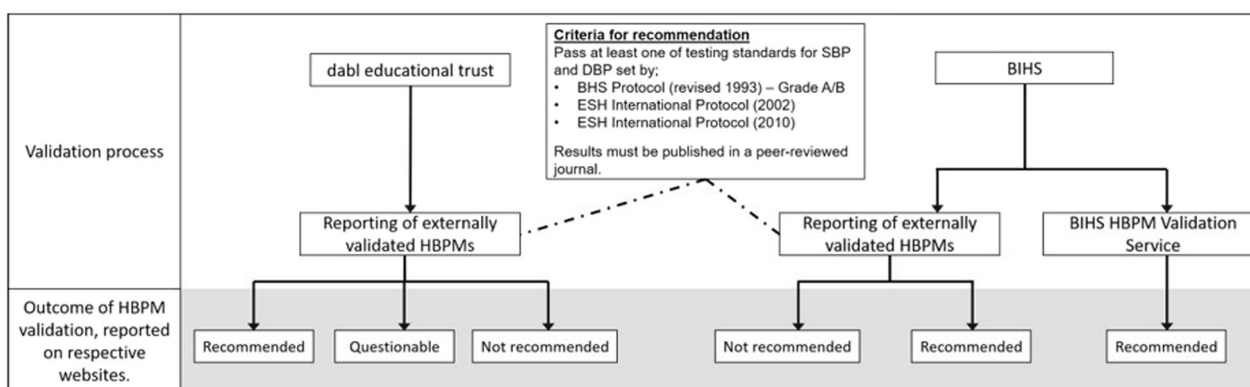 Validation process
dabl educational trust
Criteria for recommendation
Pass at least one of testing standards for SBP
and DBP set by;
• BHS Protocol (revised 1993) – Grade A/B
• ESH International Protocol (2002)
• ESH International Protocol (2010)
Results must be published in a peer-reviewed
journal.
BIHS
Reporting of externally
validated HBPMs
Reporting of externally
validated HBPMs
BIHS HBPM Validation
Service
Outcome of HBPM
validation, reported
on respective
websites.
Recommended
Questionable
Not recommended
Not recommended
Recommended
Recommended